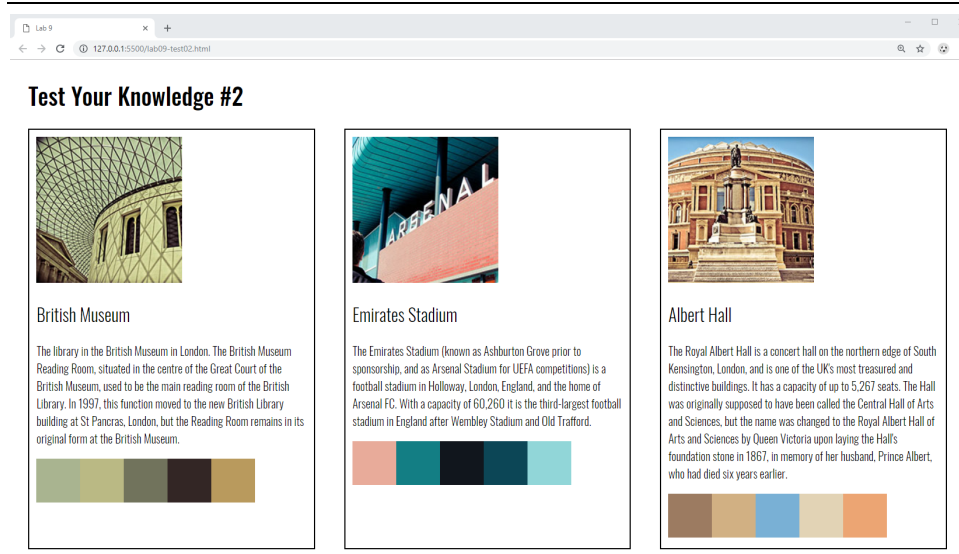 Lab 9
127.0.0.1:5500/lab09-test02.html
Test Your Knowledge #2
ARSENAL
British Museum
The library in the British Museum in London. The British Museum
Reading Room, situated in the centre of the Great Court of the
British Museum, used to be the main reading room of the British
Library. In 1997, this function moved to the new British Library
building at St Pancras, London, but the Reading Room remains in its
original form at the British Museum.
Emirates Stadium
The Emirates Stadium (known as Ashburton Grove prior to
sponsorship, and as Arsenal Stadium for UEFA competitions) is a
football stadium in Holloway, London, England, and the home of
Arsenal FC. With a capacity of 60,260 it is the third-largest football
stadium in England after Wembley Stadium and Old Trafford.
Albert Hall
The Royal Albert Hall is a concert hall on the northern edge of South
Kensington, London, and is one of the UK's most treasured and
distinctive buildings. It has a capacity of up to 5,267 seats. The Hall
was originally supposed to have been called the Central Hall of Arts
and Sciences, but the name was changed to the Royal Albert Hall of
Arts and Sciences by Queen Victoria upon laying the Hall's
foundation stone in 1867, in memory of her husband, Prince Albert,
who had died six years earlier.